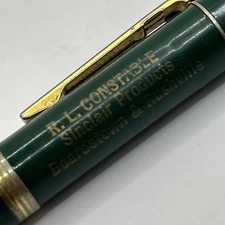 R. L. CONSTABLE
Sinclair Products
Beardstown & Rushville